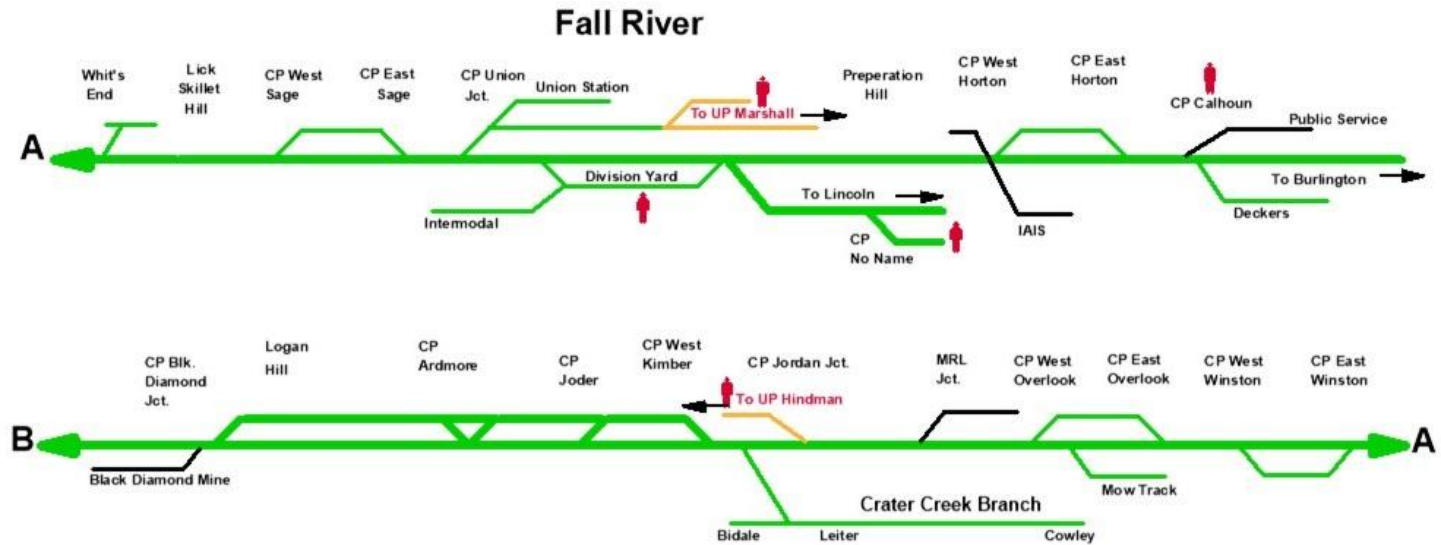 Fall River
Whit's
End
Lick
Skillet
Hill
CP West
Sage
CP East
Sage
CP Union
Jct.
Union Station
To UP Marshall
Preperation
Hill
CP West
Horton
CP East
Horton
CP Calhoun
Public Service
A
Division Yard
To Lincoln
To Burlington
Intermodal
CP
No Name
IAIS
Deckers
CP Blk.
Diamond
Jct.
Logan
Hill
CP
Ardmore
CP
Joder
CP West
Kimber
CP Jordan Jct.
To UP Hindman
MRL
Jct.
CP West
Overlook
CP East
Overlook
CP West
Winston
CP East
Winston
B
A
Black Diamond Mine
Mow Track
Crater Creek Branch
Bidale
Leiter
Cowley